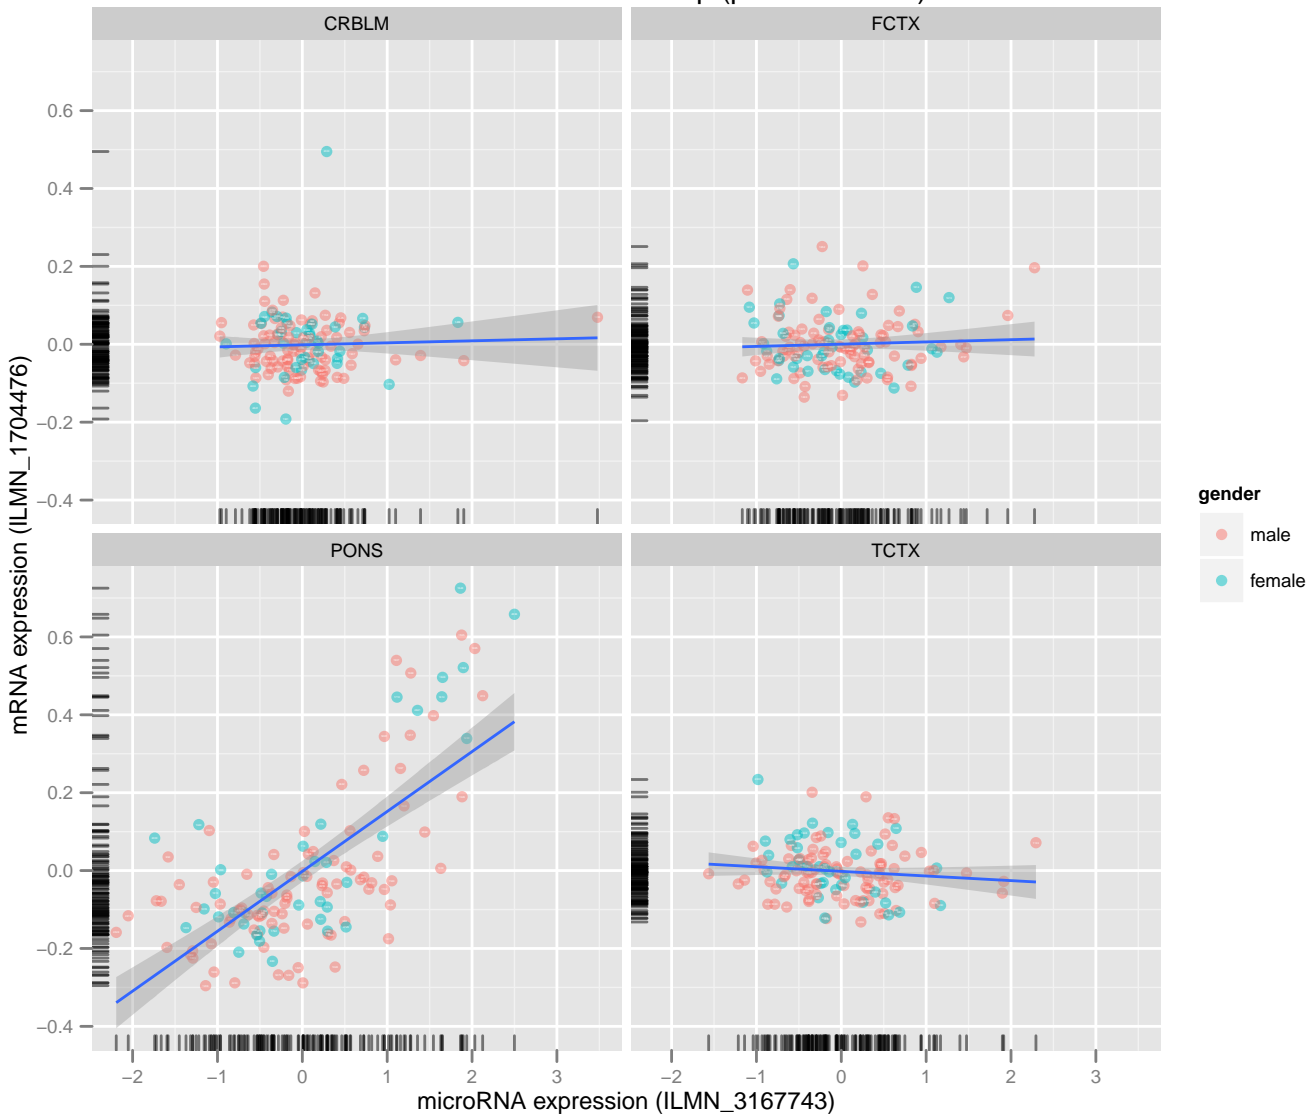 CRBLM
FCTX
0.6
0.4
0.2
0.0
−0.2
−0.4
PONS
TCTX
0.6
0.4
0.2
0.0
−0.2
−0.4
−2 −1 0 1 2 3
−2 −1 0 1 2 3
mRNA expression (ILMN_1704476)
microRNA expression (ILMN_3167743)
gender
male
female